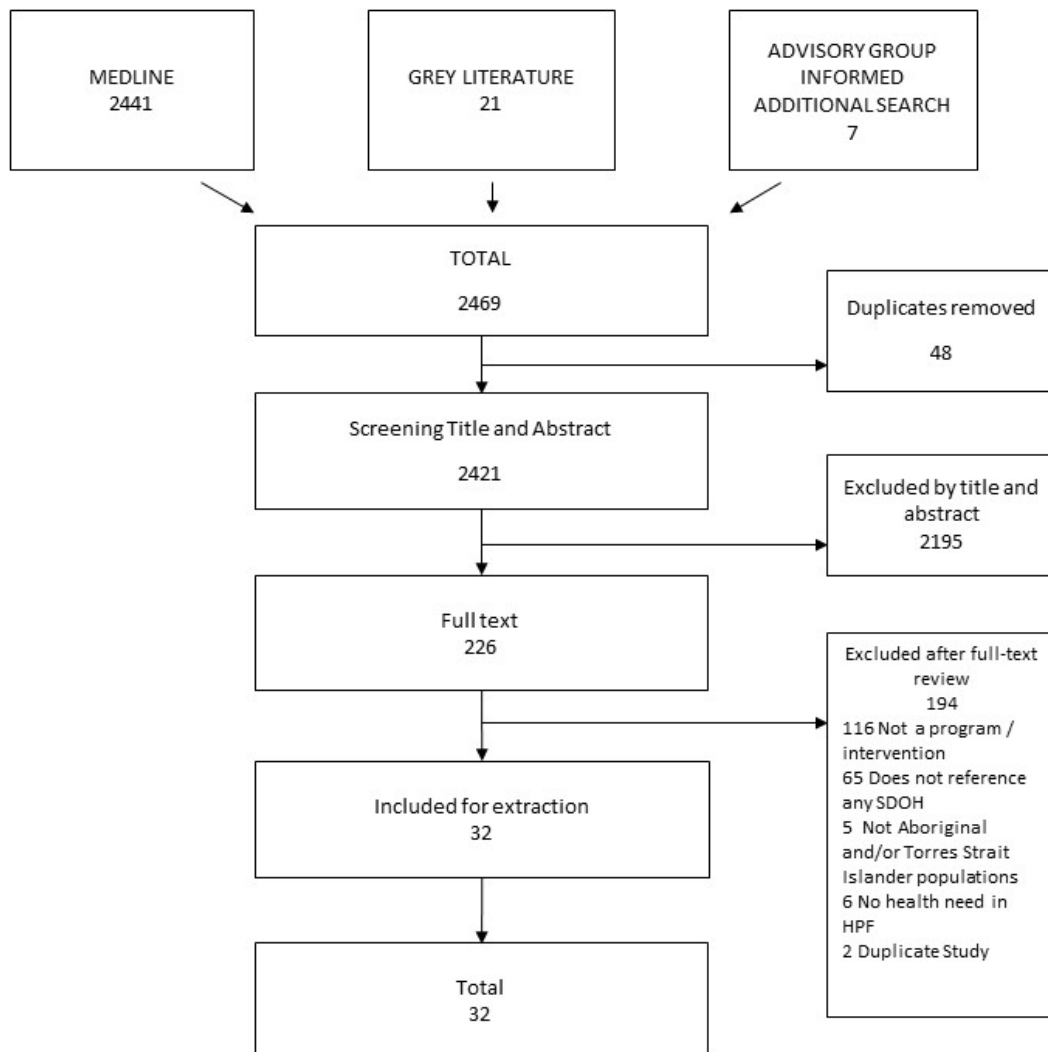 MEDLINE
2441
GREY LITERATURE
21
ADVISORY GROUP
INFORMED
ADDITIONAL SEARCH
7
TOTAL
2469
Duplicates removed
48
Screening Title and Abstract
2421
Excluded by title and
abstract
2195
Full text
226
Excluded after full-text
review
194
116 Not a program /
intervention
65 Does not reference
any SDOH
5 Not Aboriginal
and/or Torres Strait
Islander populations
6 No health need in
HPF
2 Duplicate Study
Included for extraction
32
Total
32